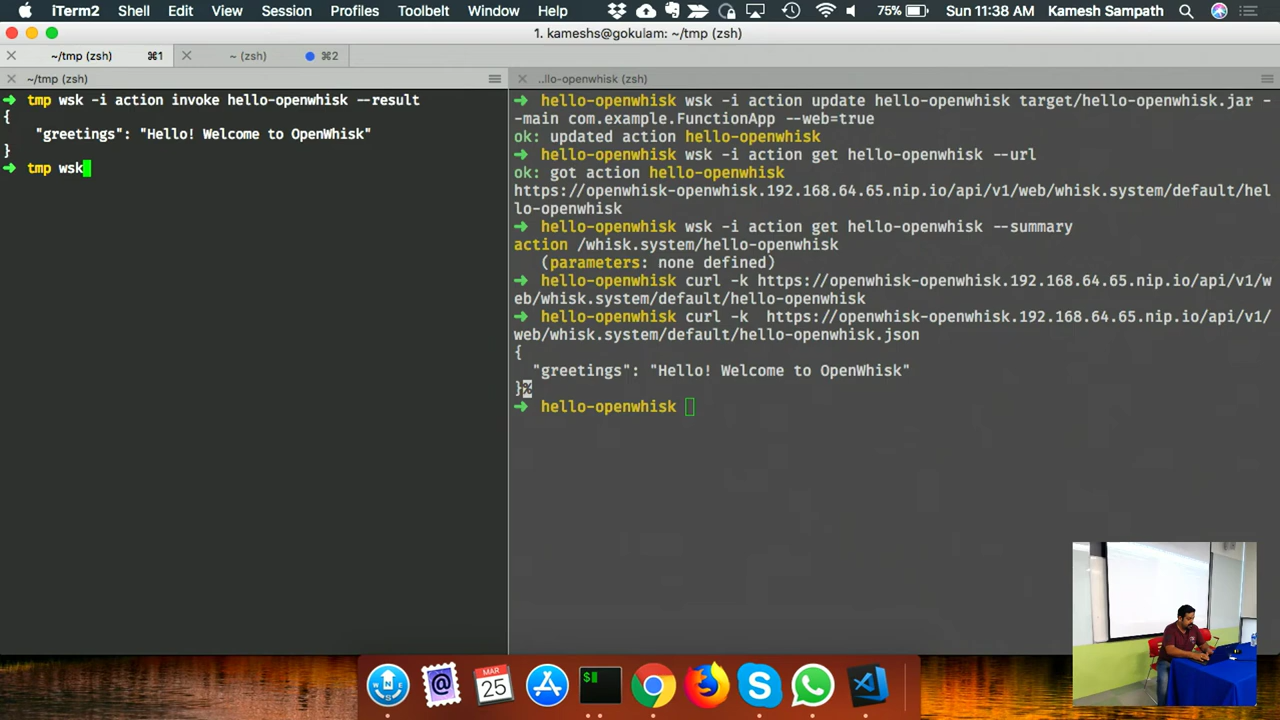 iTerm2 Shell Edit View Session Profiles Toolbelt Window Help 75% Sun 11:38 AM Kamesh Sampath
1. kameshs@gokulam: ~/tmp (zsh)
~/tmp (zsh) ⌘1 ~ (zsh) ⌘2
~/tmp (zsh)
→ tmp wsk -i action invoke hello-openwhisk --result
{
"greetings": "Hello! Welcome to OpenWhisk"
}
→ tmp wsk
..llo-openwhisk (zsh)
→ hello-openwhisk wsk -i action update hello-openwhisk target/hello-openwhisk.jar -
-main com.example.FunctionApp --web=true
ok: updated action hello-openwhisk
→ hello-openwhisk wsk -i action get hello-openwhisk --url
ok: got action hello-openwhisk
https://openwhisk-openwhisk.192.168.64.65.nip.io/api/v1/web/whisk.system/default/hel
lo-openwhisk
→ hello-openwhisk wsk -i action get hello-openwhisk --summary
action /whisk.system/hello-openwhisk
(parameters: none defined)
→ hello-openwhisk curl -k https://openwhisk-openwhisk.192.168.64.65.nip.io/api/v1/w
eb/whisk.system/default/hello-openwhisk
→ hello-openwhisk curl -k https://openwhisk-openwhisk.192.168.64.65.nip.io/api/v1/
web/whisk.system/default/hello-openwhisk.json
{
"greetings": "Hello! Welcome to OpenWhisk"
}%
→ hello-openwhisk
MAR
25